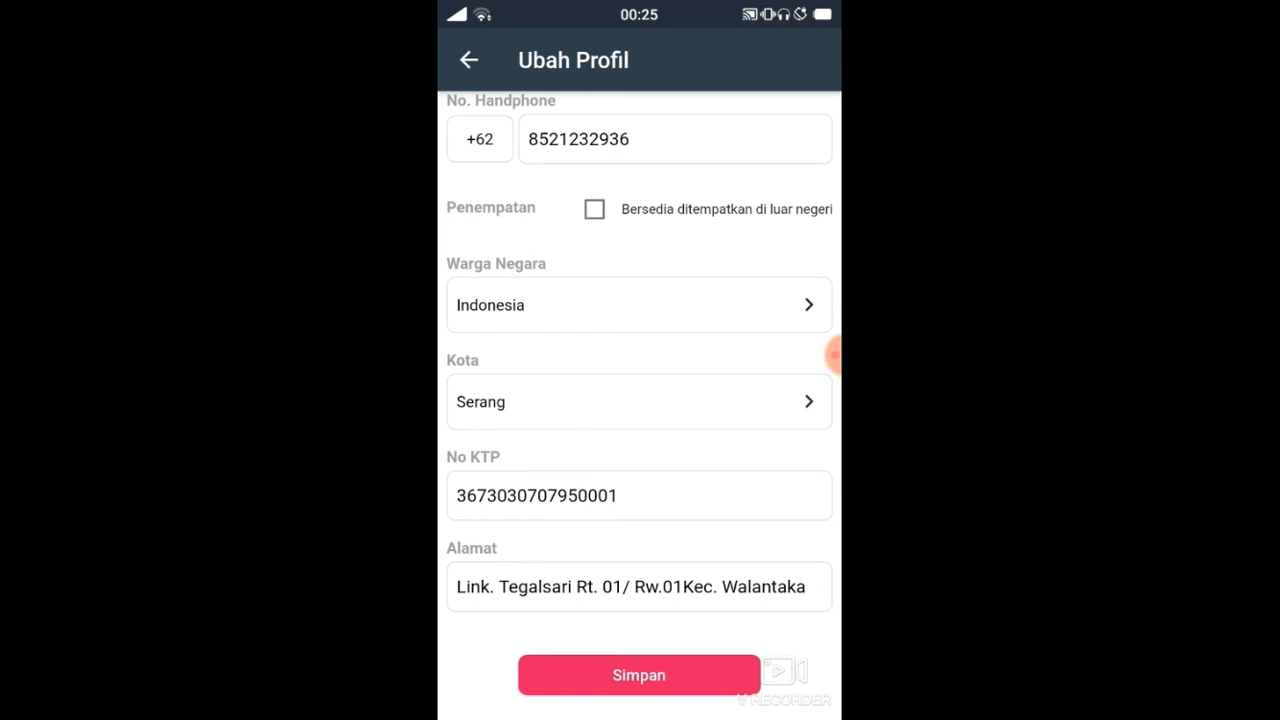 00:25
Ubah Profil
No. Handphone
+62
8521232936
Penempatan
Bersedia ditempatkan di luar negeri
Warga Negara
Indonesia
Kota
Serang
No KTP
3673030707950001
Alamat
Link. Tegalsari Rt. 01/ Rw.01Kec. Walantaka
Simpan
V RECORDER